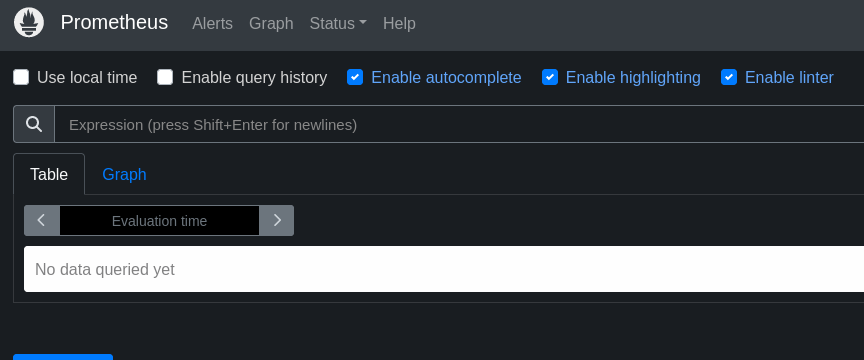 Prometheus Alerts Graph Status Help
Use local time Enable query history Enable autocomplete Enable highlighting Enable linter
Expression (press Shift+Enter for newlines)
Table Graph
Evaluation time
No data queried yet